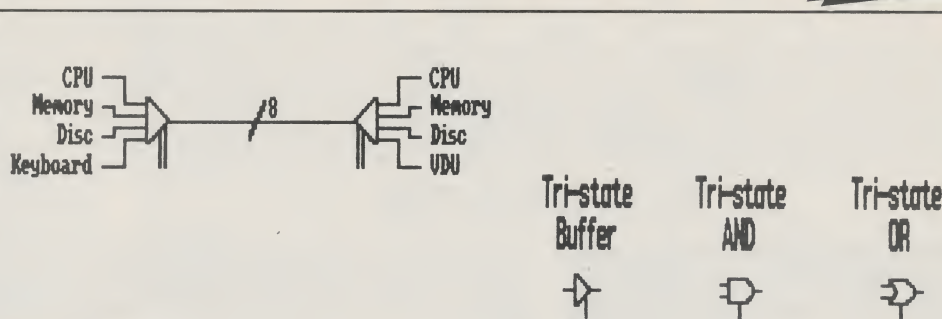 CPU
Memory
Disc
Keyboard
8
CPU
Memory
Disc
VDU
Tri-state
Buffer
Tri-state
AND
Tri-state
OR